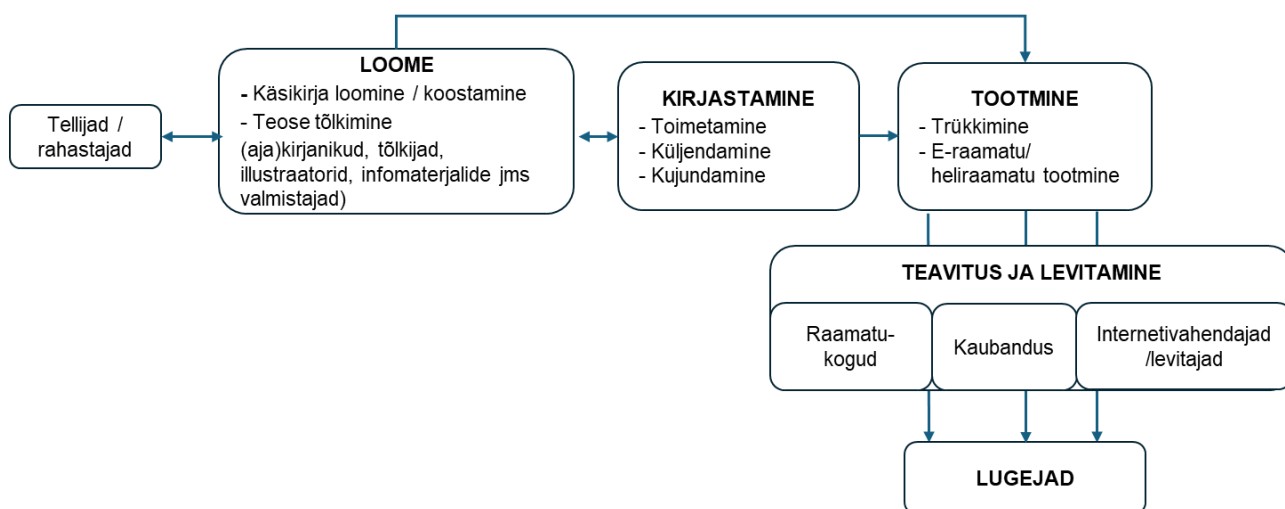 Tellijad /
rahastajad
LOOME
- Käsikirja loomine / koostamine
- Teose tõlkimine
(aja)kirjanikud, tõlkijad,
illustraatorid, infomaterjalide jms
valmistajad)
KIRJASTAMINE
- Toimetamine
- Küljendamine
- Kujundamine
TOOTMINE
- Trükkimine
- E-raamatu/
heliraamatu tootmine
TEAVITUS JA LEVITAMINE
Raamatu-
kogud
Kaubandus
Internetivahendajad
/levitajad
LUGEJAD